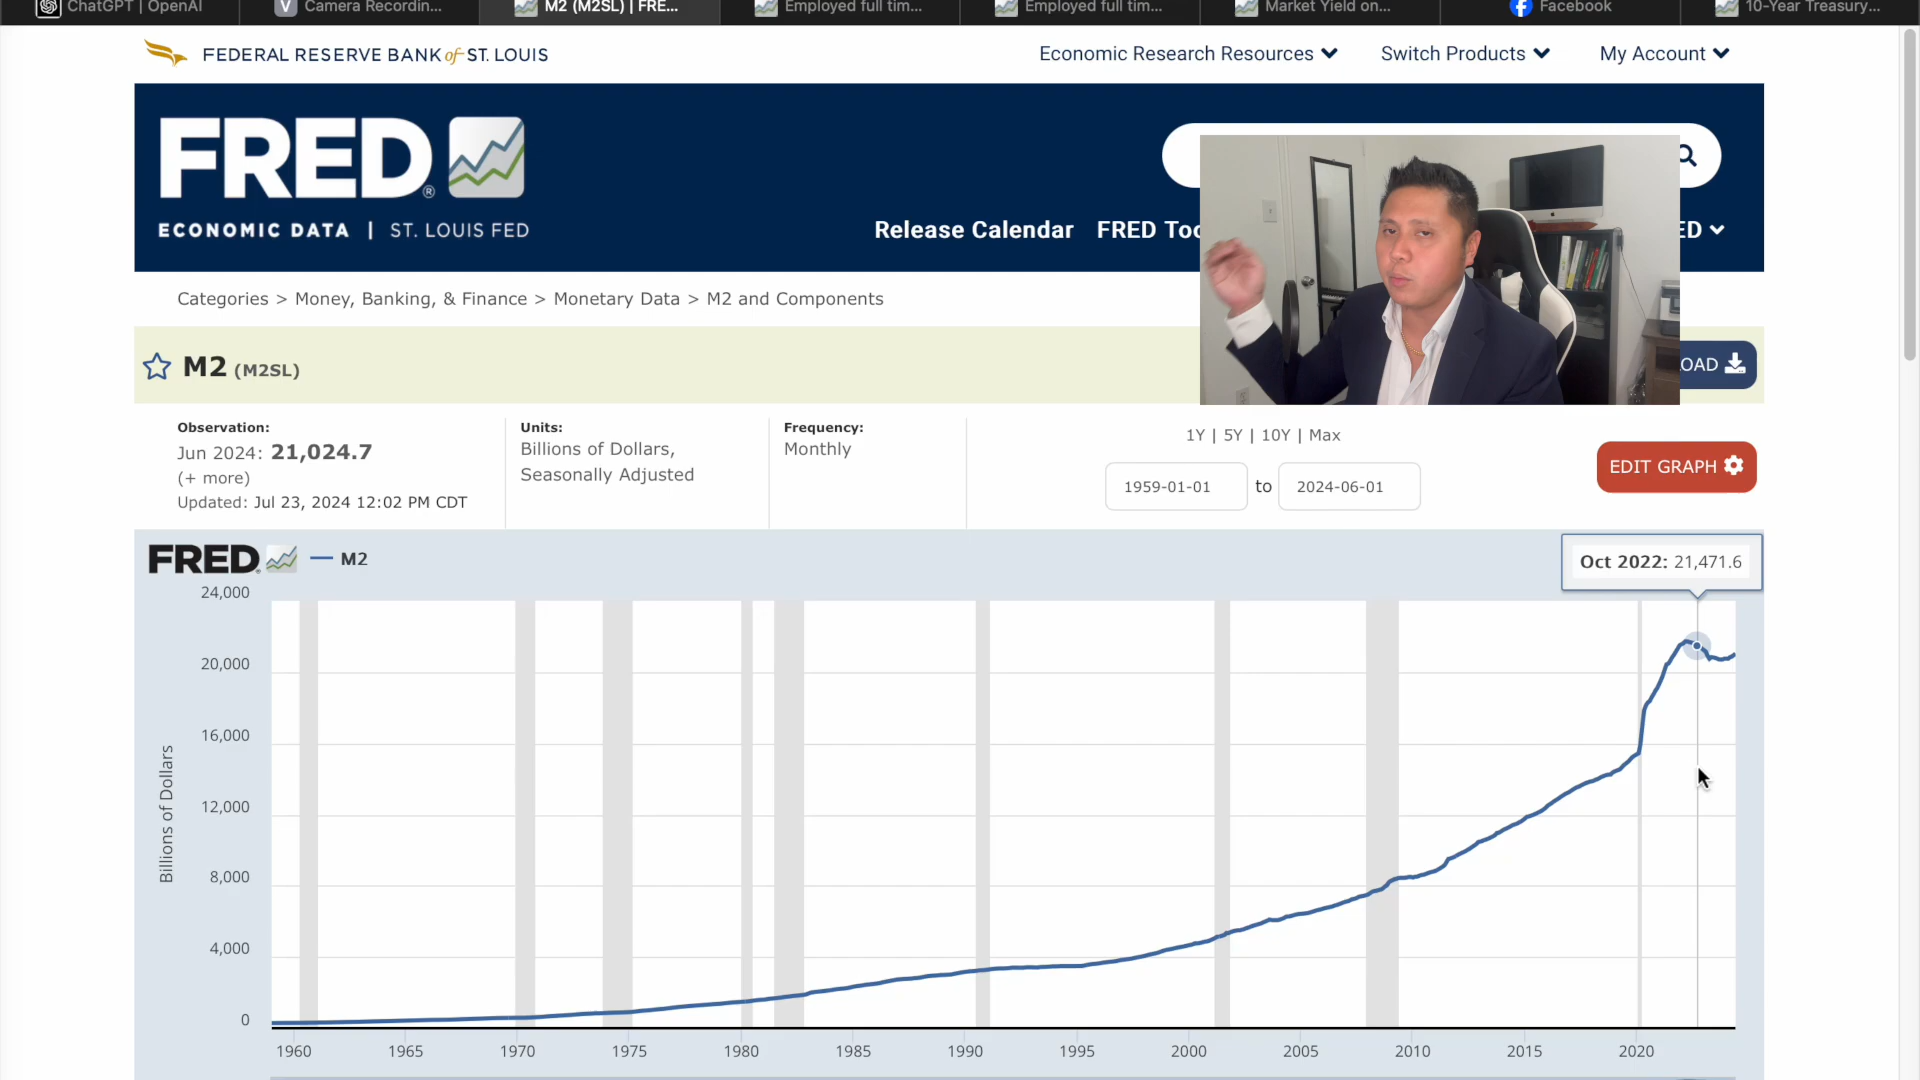 ChatGPT | OpenAI
Camera Recordin...
M2 (M2SL) | FRE...
Employed full tim...
Employed full tim...
Market Yield on...
Facebook
10-Year Treasury...
FEDERAL RESERVE BANK of ST. LOUIS
Economic Research Resources
Switch Products
My Account
FRED®
ECONOMIC DATA | ST. LOUIS FED
Release Calendar
FRED Too
ED
Categories > Money, Banking, & Finance > Monetary Data > M2 and Components
M2 (M2SL)
OAD
Observation:
Jun 2024: 21,024.7
(+ more)
Updated: Jul 23, 2024 12:02 PM CDT
Units:
Billions of Dollars,
Seasonally Adjusted
Frequency:
Monthly
1Y | 5Y | 10Y | Max
1959-01-01 to 2024-06-01
EDIT GRAPH
FRED
M2
Oct 2022: 21,471.6
24,000
20,000
16,000
12,000
8,000
4,000
0
Billions of Dollars
1960 1965 1970 1975 1980 1985 1990 1995 2000 2005 2010 2015 2020